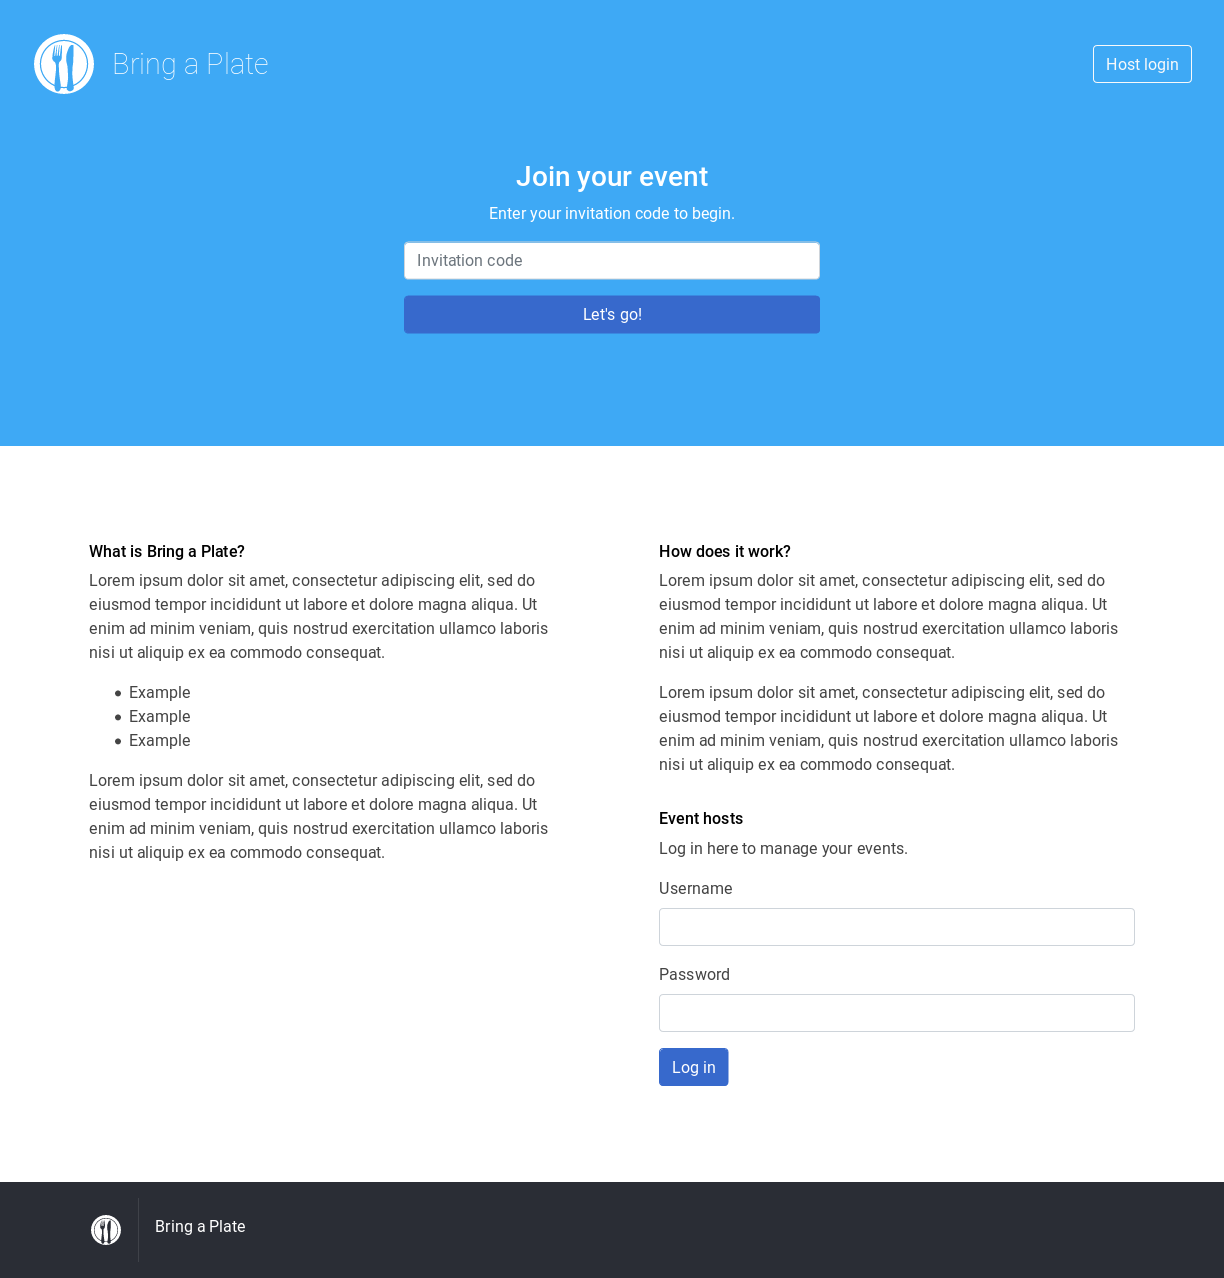 Bring a Plate
Host login
Join your event
Enter your invitation code to begin.
Invitation code
Let's go!
What is Bring a Plate?
Lorem ipsum dolor sit amet, consectetur adipiscing elit, sed do
eiusmod tempor incididunt ut labore et dolore magna aliqua. Ut
enim ad minim veniam, quis nostrud exercitation ullamco laboris
nisi ut aliquip ex ea commodo consequat.
• Example
• Example
• Example
Lorem ipsum dolor sit amet, consectetur adipiscing elit, sed do
eiusmod tempor incididunt ut labore et dolore magna aliqua. Ut
enim ad minim veniam, quis nostrud exercitation ullamco laboris
nisi ut aliquip ex ea commodo consequat.
How does it work?
Lorem ipsum dolor sit amet, consectetur adipiscing elit, sed do
eiusmod tempor incididunt ut labore et dolore magna aliqua. Ut
enim ad minim veniam, quis nostrud exercitation ullamco laboris
nisi ut aliquip ex ea commodo consequat.
Lorem ipsum dolor sit amet, consectetur adipiscing elit, sed do
eiusmod tempor incididunt ut labore et dolore magna aliqua. Ut
enim ad minim veniam, quis nostrud exercitation ullamco laboris
nisi ut aliquip ex ea commodo consequat.
Event hosts
Log in here to manage your events.
Username
Password
Log in
Bring a Plate